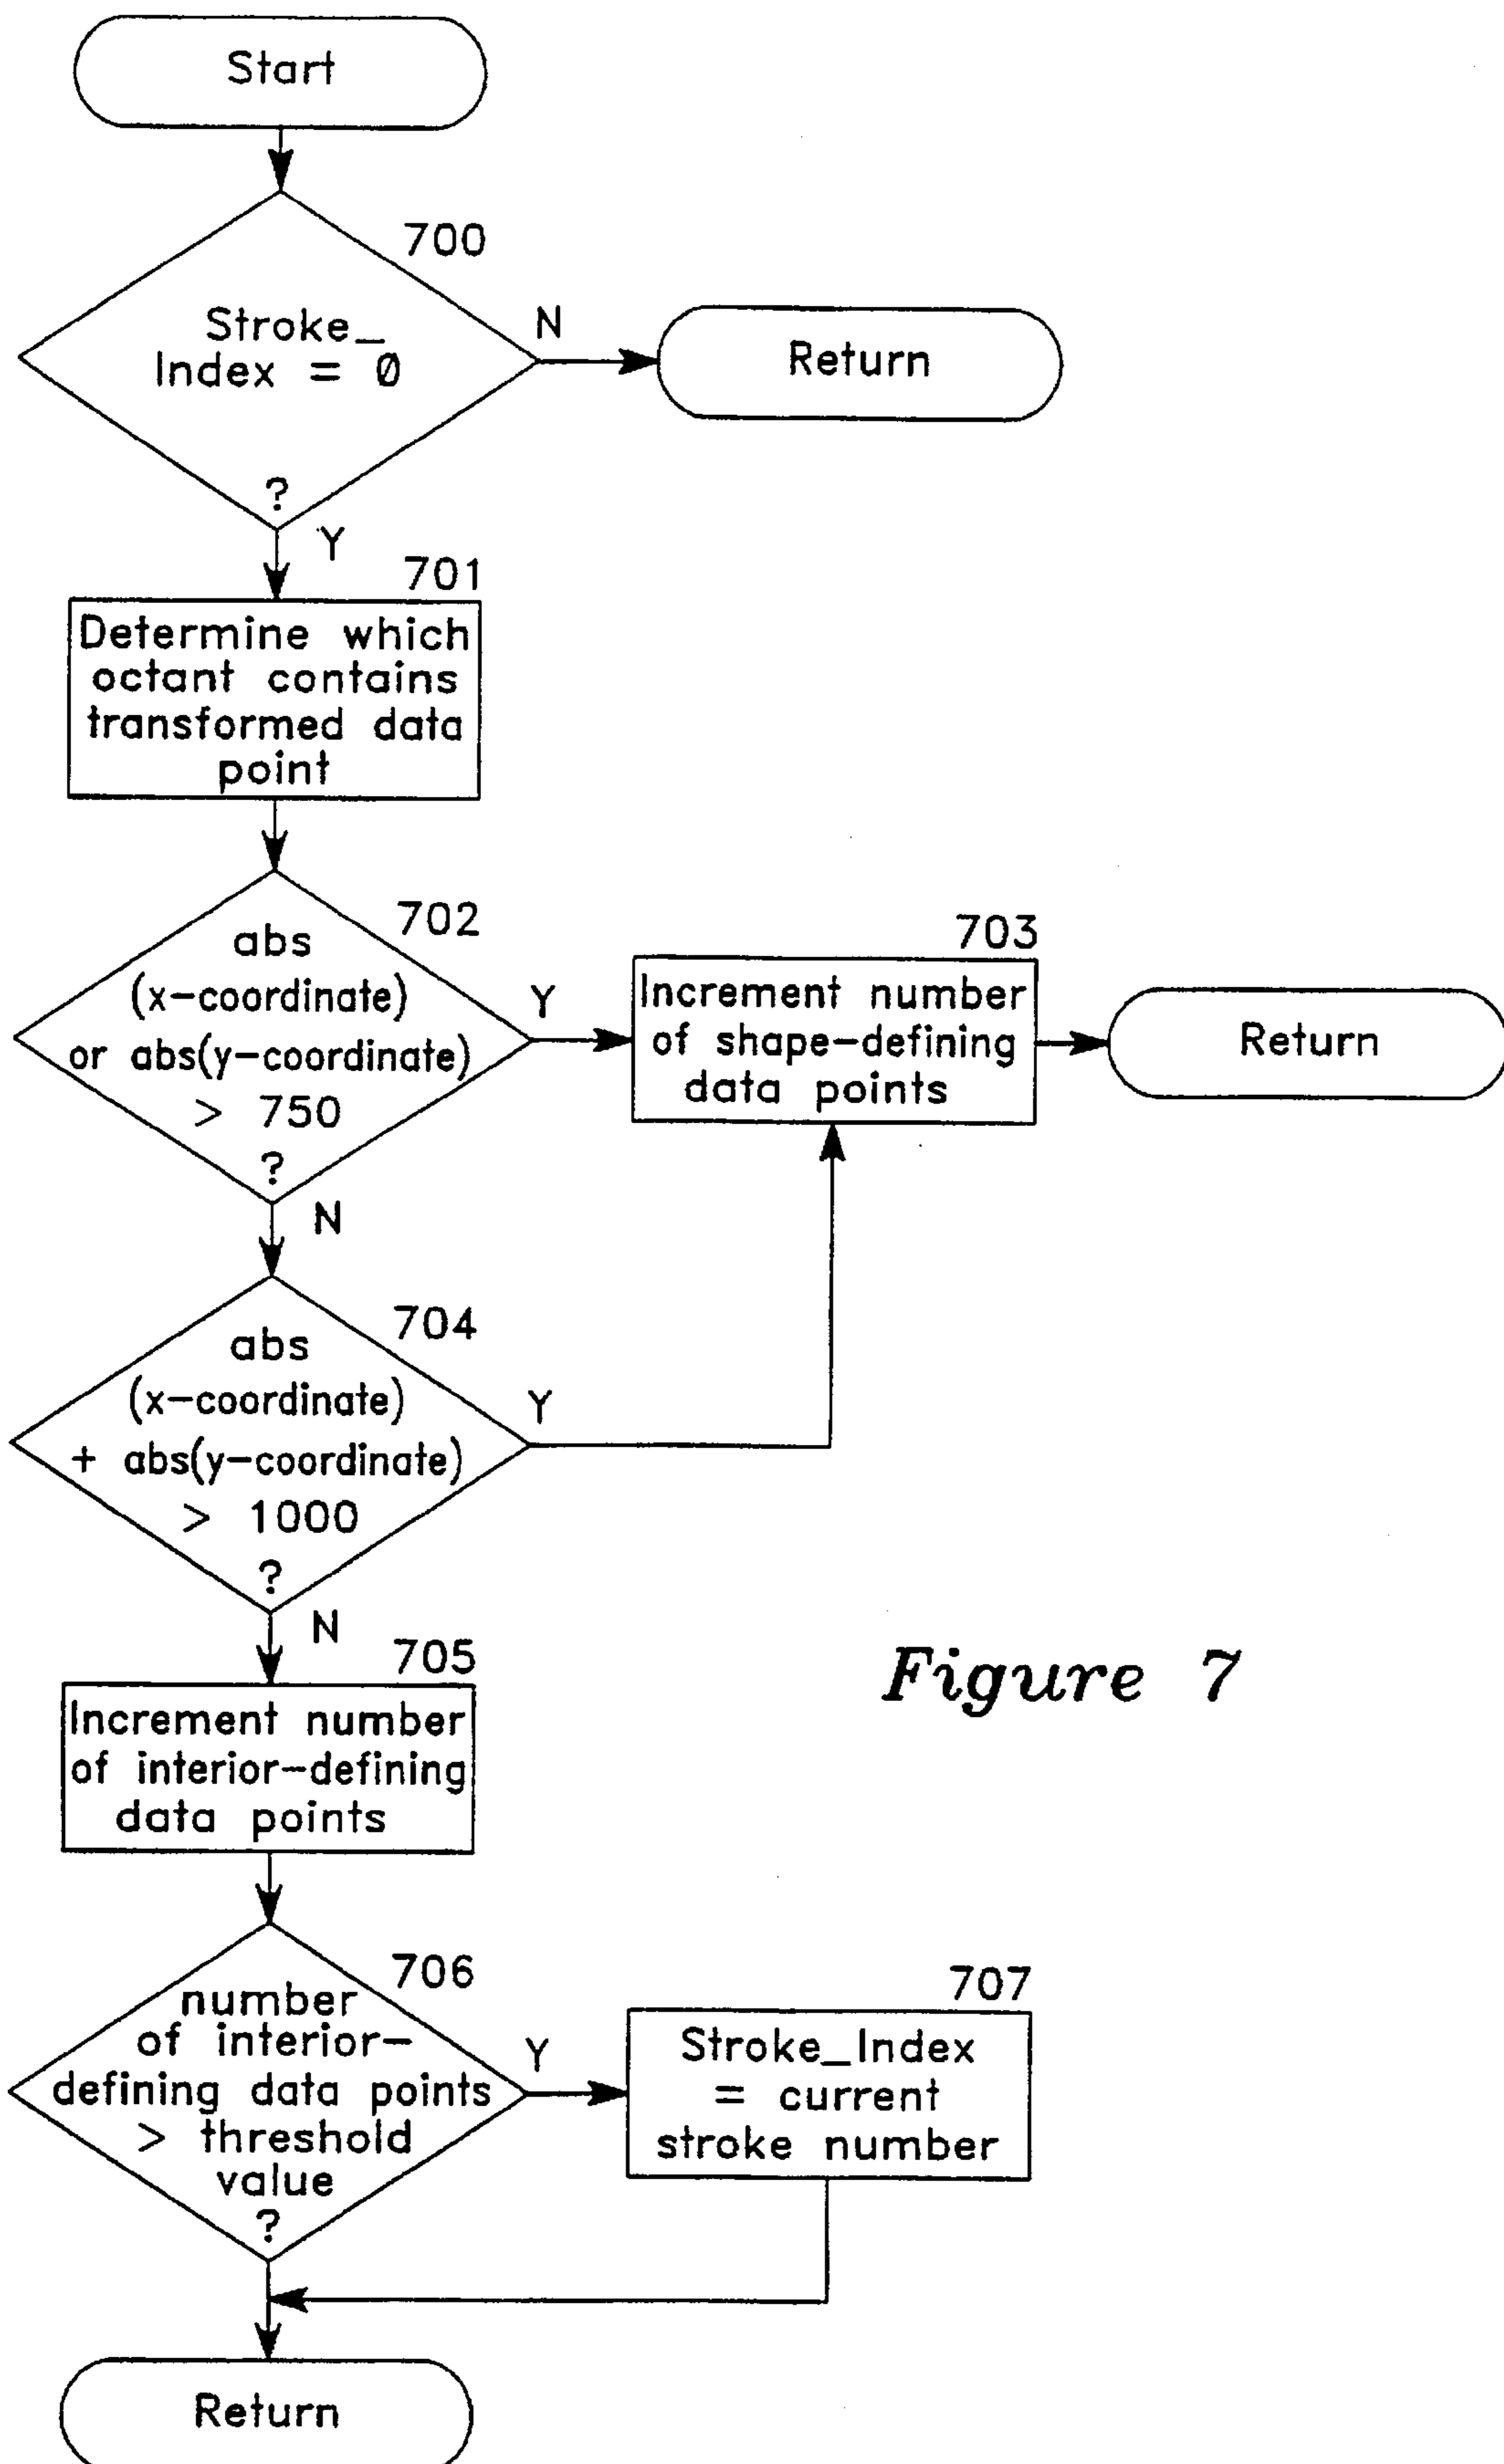 Start
700
Stroke_
Index = 0
?
N
Return
Y
701
Determine which
octant contains
transformed data
point
702
abs
(x-coordinate)
or abs(y-coordinate)
> 750
?
Y
703
Increment number
of shape-defining
data points
Return
N
704
abs
(x-coordinate)
+ abs(y-coordinate)
> 1000
?
Y
N
705
Increment number
of interior-defining
data points
Figure 7
706
number
of interior-
defining data points
> threshold
value
?
Y
707
Stroke_Index
= current
stroke number
Return